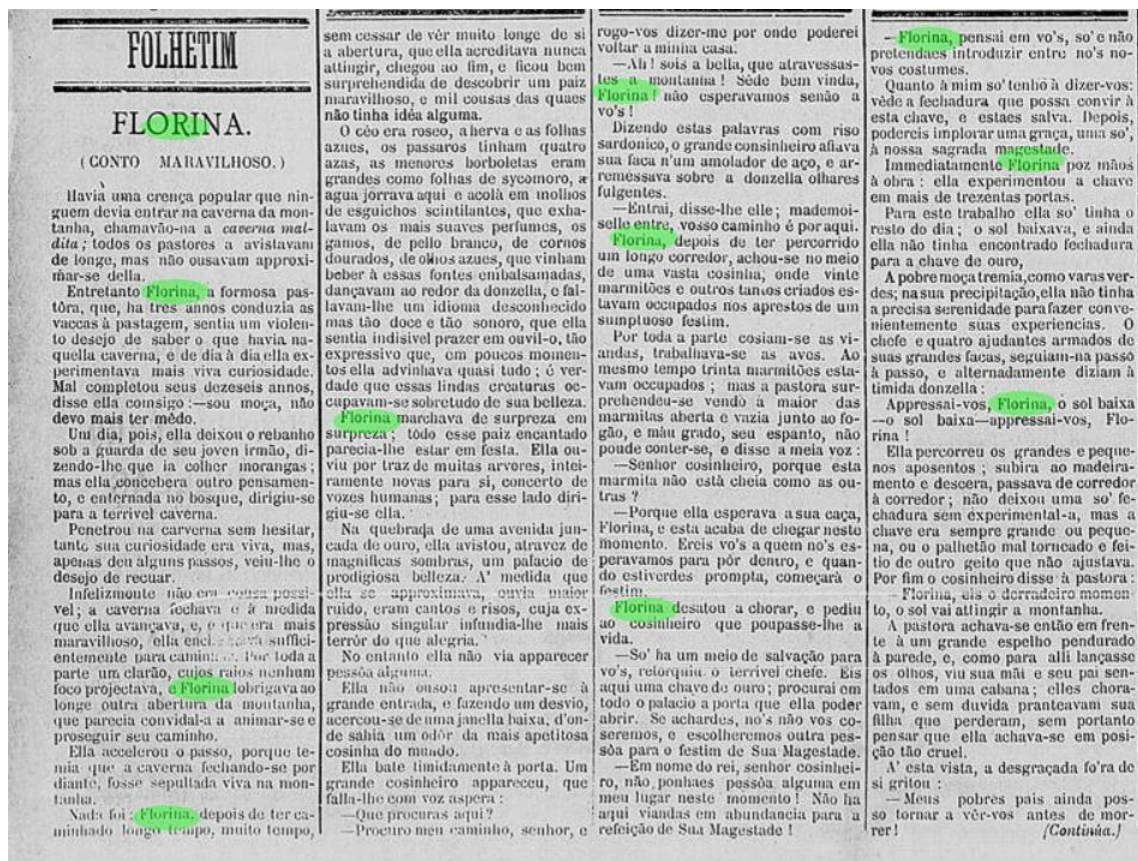 FOLHETIM
FLORINA.
(CONTO MARAVILHOSO.)
Havia uma crença popular que nin-
guem devia entrar na caverna da mon-
tanha, chamavão-na a caverna mal-
dita; todos os pastores a avistavam
de longe, mas não ousavam approxi-
mar-se della.
Entretanto Florina, a formosa pas-
tôra, que, ha tres annos conduzia as
vaccas à pastagem, sentia um violen-
to desejo de saber o que havia na-
quella caverna, e de dia à dia ella ex-
perimentava mais viva curiosidade.
Mal completou seus dezeseis annos,
disse ella comsigo:—sou moça, não
devo mais ter mêdo.
Um dia, pois, ella deixou o rebanho
sob a guarda de seu joven irmão, di-
zendo-lhe que ia colher morangas;
mas ella concebera outro pensamen-
to, e enternada no bosque, dirigiu-se
para a terrivel caverna.
Penetrou na carverna sem hesitar,
tanto sua curiosidade era viva, mas,
apenas deu alguns passos, veiu-lhe o
desejo de recuar.
Infelizmente não era cousa possi-
vel; a caverna fechava e à medida
que ella avançava, e, o que era mais
maravilhoso, ella suffici-
entemente para caminhar. Por toda a
parte um clarão, cujos raios nenhum
foco projectava, e Florina lobrigava ao
longe outra abertura da montanha,
que parecia convidal-a a animar-se e
proseguir seu caminho.
Ella accelerou o passo, porque te-
mia que a caverna fechando-se por
diante, fosse sepultada viva na mon-
tanha.
Nada foi: Florina, depois de ter ca-
minhado longo tempo, muito tempo,
sem cessar de vêr muito longe de si
a abertura, que ella acreditava nunca
attingir, chegou ao fim, e ficou bem
surprehendida de descobrir um paiz
maravilhoso, e mil cousas das quaes
não tinha idéa alguma.
O céo era roseo, a herva e as folhas
azues, os passaros tinham quatro
azas, as menores borboletas eram
grandes como folhas de sycomoro, a
agua jorrava aqui e acolà em molhos
de esguichos scintilantes, que exha-
lavam os mais suaves perfumes, os
gamos, de pello branco, de cornos
dourados, de olhos azues, que vinham
beber à essas fontes embalsamadas,
dançavam ao redor da donzella, e fal-
lavam-lhe um idioma desconhecido
mas tão doce e tão sonoro, que ella
sentia indisivel prazer em ouvil-o, tão
expressivo que, em poucos momen-
tos ella advinhava quasi tudo; é ver-
dade que essas lindas creaturas oc-
cupavam-se sobretudo de sua belleza.
Florina marchava de surpreza em
surpreza; todo esse paiz encantado
parecia-lhe estar em festa. Ella ou-
viu por traz de muitas arvores, intei-
ramente novas para si, concerto de
vozes humanas; para esse lado diri-
giu-se ella.
Na quebrada de uma avenida jun-
cada de ouro, ella avistou, atravez de
magnificas sombras, um palacio de
prodigiosa belleza. A' medida que
ella se approximava, ouvia maior
ruido, eram cantos e risos, cuja ex-
pressão singular infundia-lhe mais
terrôr do que alegria.
No entanto ella não via apparecer
pessôa alguma.
Ella não ousou apresentar-se à
grande entrada, e fazendo um desvio,
acercou-se de uma janella baixa, d'on-
de sahia um odôr da mais apetitosa
cosinha do mundo.
Ella bate timidamente à porta. Um
grande cosinheiro appareceu, que
falla-lhe com voz aspera:
—Que procuras aqui?
—Procuro meu caminho, senhor, e
rogo-vos dizer-me por onde poderei
voltar a minha casa.
—Ah! sois a bella, que atravessas-
tes a montanha! Sêde bem vinda,
Florina! não esperavamos senão a
vo's!
Dizendo estas palavras com riso
sardonico, o grande consinheiro afiava
sua faca n'um amolador de aço, e ar-
remessava sobre a donzella olhares
fulgentes.
—Entrai, disse-lhe elle; mademoi-
selle entre, vosso caminho é por aqui.
Florina, depois de ter percorrido
um longo corredor, achou-se no meio
de uma vasta cosinha, onde vinte
marmitões e outros tantos criados es-
tavam occupados nos aprestos de um
sumptuoso festim.
Por toda a parte cosiam-se as vi-
andas, trabalhava-se as aves. Ao
mesmo tempo trinta marmitões esta-
vam occupados; mas a pastora sur-
prehendeu-se vendo à maior das
marmitas aberta e vazia junto ao fo-
gão, e màu grado, seu espanto, não
poude conter-se, e disse a meia voz:
—Senhor cosinheiro, porque esta
marmita não està cheia como as ou-
tras?
—Porque ella esperava a sua caça,
Florina, e esta acaba de chegar neste
momento. Ereis vo's a quem no's es-
peravamos para pôr dentro, e quan-
do estiverdes prompta, começarà o
festim.
Florina desatou a chorar, e pediu
ao cosinheiro que poupasse-lhe a
vida.
—So' ha um meio de salvação para
vo's, retorquiu o terrivel chefe. Eis
aqui uma chave de ouro; procurai em
todo o palacio a porta que ella poder
abrir. Se achardes, no's não vos co-
seremos, e escolheremos outra pes-
sôa para o festim de Sua Magestade.
—Em nome do rei, senhor cosinhei-
ro, não ponhaes pessôa alguma em
meu lugar neste momento! Não ha
aqui viandas em abundancia para a
refeição de Sua Magestade!
—Florina, pensai em vo's, so' e não
pretendaes introduzir entre no's no-
vos costumes.
Quanto à mim so' tenho à dizer-vos:
vêde a fechadura que possa convir à
esta chave, e estaes salva. Depois,
podereis implorar uma graça, uma so',
à nossa sagrada magestade.
Immediatamente Florina poz mãos
à obra: ella experimentou a chave
em mais de trezentas portas.
Para este trabalho ella so' tinha o
resto do dia; o sol baixava, e ainda
ella não tinha encontrado fechadura
para a chave de ouro,
A pobre moça tremia, como varas ver-
des; na sua precipitação, ella não tinha
a precisa serenidade para fazer conve-
nientemente suas experiencias. O
chefe e quatro ajudantes armados de
suas grandes facas, seguiam-na passo
à passo, e alternadamente diziam à
timida donzella:
Appressai-vos, Florina, o sol baixa
—o sol baixa—appressai-vos, Flo-
rina!
Ella percorreu os grandes e peque-
nos aposentos; subira ao madeira-
mento e descera, passava de corredor
à corredor; não deixou uma so' fe-
chadura sem experimental-a, mas a
chave era sempre grande ou peque-
na, ou o palhetão mal torneado e fei-
tio de outro geito que não ajustava.
Por fim o cosinheiro disse à pastora:
—Florina, eis o derradeiro momen-
to, o sol vai attingir a montanha.
A pastora achava-se então em fren-
te à um grande espelho pendurado
à parede, e, como para alli lançasse
os olhos, viu sua mãi e seu pai sen-
tados em uma cabana; elles chora-
vam, e sem duvida pranteavam sua
filha que perderam, sem portanto
pensar que ella achava-se em posi-
ção tão cruel.
A' esta vista, a desgraçada fo'ra de
si gritou:
—Meus pobres pais ainda pos-
so tornar a vêr-vos antes de mor-
rer! (Continúa.)